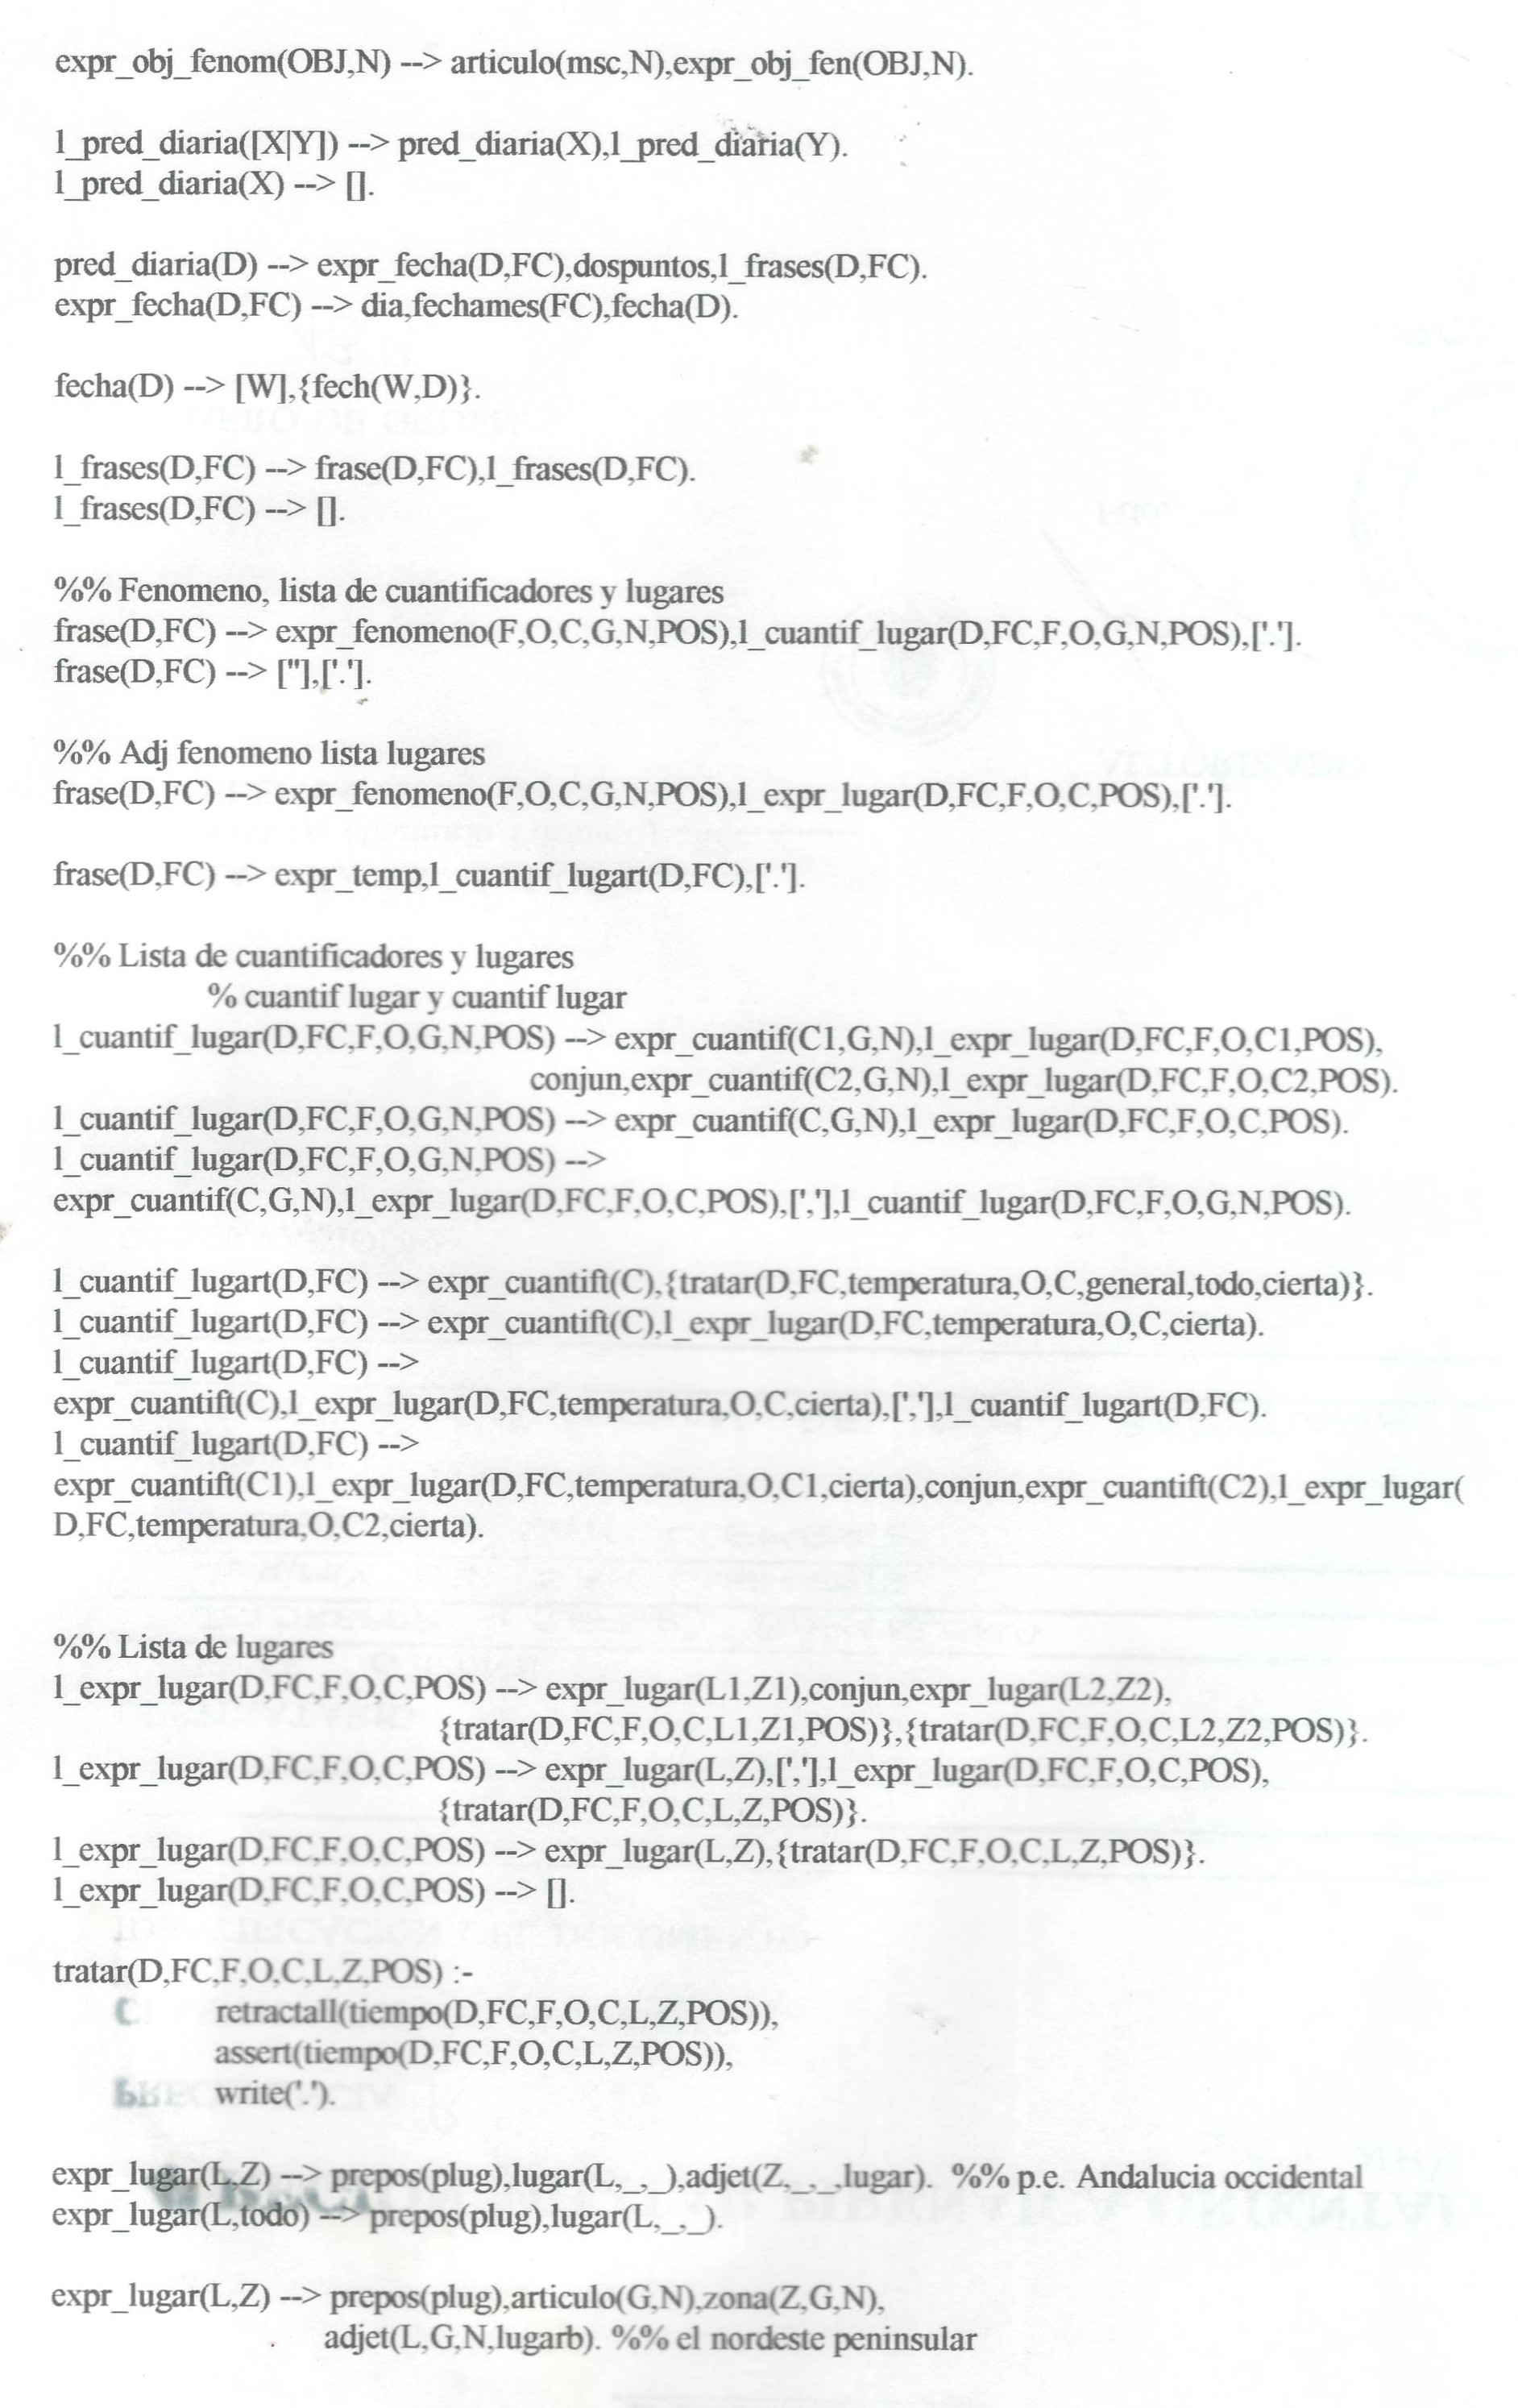 expr_obj_fenom(OBJ,N) --> articulo(msc,N),expr_obj_fen(OBJ,N).
l_pred_diaria([X|Y]) --> pred_diaria(X),l_pred_diaria(Y).
l_pred_diaria(X) --> [].
pred_diaria(D) --> expr_fecha(D,FC),dospuntos,l_frases(D,FC).
expr_fecha(D,FC) --> dia,fechames(FC),fecha(D).
fecha(D) --> [W],{fech(W,D)}.
l_frases(D,FC) --> frase(D,FC),l_frases(D,FC).
l_frases(D,FC) --> [].
%% Fenomeno, lista de cuantificadores y lugares
frase(D,FC) --> expr_fenomeno(F,O,C,G,N,POS),l_cuantif_lugar(D,FC,F,O,G,N,POS),['.'].
frase(D,FC) --> [''],['.'].
%% Adj fenomeno lista lugares
frase(D,FC) --> expr_fenomeno(F,O,C,G,N,POS),l_expr_lugar(D,FC,F,O,C,POS),['.'].
frase(D,FC) --> expr_temp,l_cuantif_lugart(D,FC),['.'].
%% Lista de cuantificadores y lugares
% cuantif lugar y cuantif lugar
l_cuantif_lugar(D,FC,F,O,G,N,POS) --> expr_cuantif(C1,G,N),l_expr_lugar(D,FC,F,O,C1,POS),
conjun,expr_cuantif(C2,G,N),l_expr_lugar(D,FC,F,O,C2,POS).
l_cuantif_lugar(D,FC,F,O,G,N,POS) --> expr_cuantif(C,G,N),l_expr_lugar(D,FC,F,O,C,POS).
l_cuantif_lugar(D,FC,F,O,G,N,POS) -->
expr_cuantif(C,G,N),l_expr_lugar(D,FC,F,O,C,POS),[','],l_cuantif_lugar(D,FC,F,O,G,N,POS).
l_cuantif_lugart(D,FC) --> expr_cuantift(C),{tratar(D,FC,temperatura,O,C,general,todo,cierta)}.
l_cuantif_lugart(D,FC) --> expr_cuantift(C),l_expr_lugar(D,FC,temperatura,O,C,cierta).
l_cuantif_lugart(D,FC) -->
expr_cuantift(C),l_expr_lugar(D,FC,temperatura,O,C,cierta),[','],l_cuantif_lugart(D,FC).
l_cuantif_lugart(D,FC) -->
expr_cuantift(C1),l_expr_lugar(D,FC,temperatura,O,C1,cierta),conjun,expr_cuantift(C2),l_expr_lugar(
D,FC,temperatura,O,C2,cierta).
%% Lista de lugares
l_expr_lugar(D,FC,F,O,C,POS) --> expr_lugar(L1,Z1),conjun,expr_lugar(L2,Z2),
{tratar(D,FC,F,O,C,L1,Z1,POS)},{tratar(D,FC,F,O,C,L2,Z2,POS)}.
l_expr_lugar(D,FC,F,O,C,POS) --> expr_lugar(L,Z),[','],l_expr_lugar(D,FC,F,O,C,POS),
{tratar(D,FC,F,O,C,L,Z,POS)}.
l_expr_lugar(D,FC,F,O,C,POS) --> expr_lugar(L,Z),{tratar(D,FC,F,O,C,L,Z,POS)}.
l_expr_lugar(D,FC,F,O,C,POS) --> [].
tratar(D,FC,F,O,C,L,Z,POS) :-
retractall(tiempo(D,FC,F,O,C,L,Z,POS)),
assert(tiempo(D,FC,F,O,C,L,Z,POS)),
write('.').
expr_lugar(L,Z) --> prepos(plug),lugar(L,_,_),adjet(Z,_,_,lugar). %% p.e. Andalucia occidental
expr_lugar(L,todo) --> prepos(plug),lugar(L,_,_).
expr_lugar(L,Z) --> prepos(plug),articulo(G,N),zona(Z,G,N),
adjet(L,G,N,lugarb). %% el nordeste peninsular